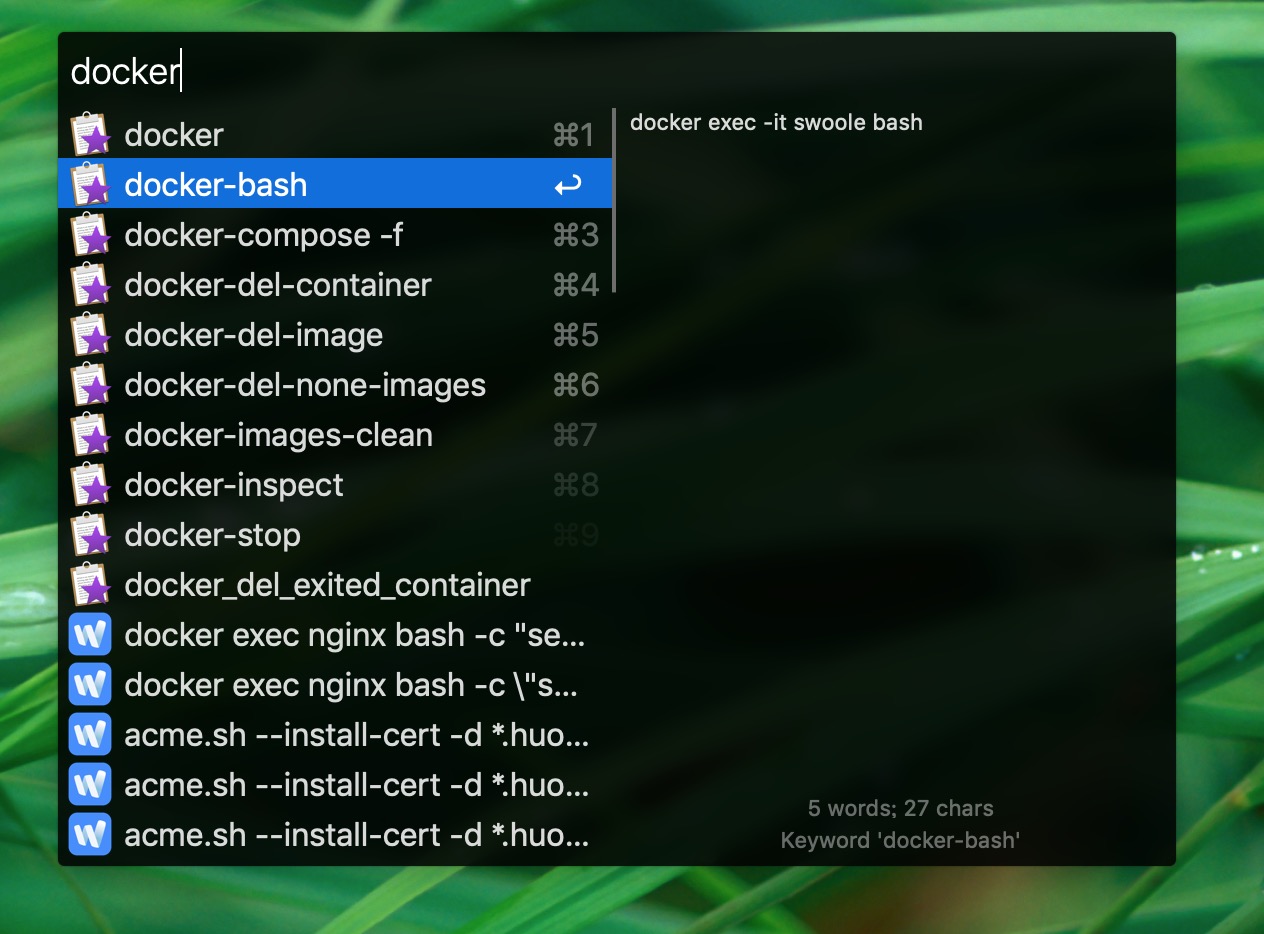 docker
docker ⌘1
docker-bash ↩
docker-compose -f ⌘3
docker-del-container ⌘4
docker-del-image ⌘5
docker-del-none-images ⌘6
docker-images-clean ⌘7
docker-inspect ⌘8
docker-stop ⌘9
docker_del_exited_container
docker exec nginx bash -c "se...
docker exec nginx bash -c \"s...
acme.sh --install-cert -d *.huo...
acme.sh --install-cert -d *.huo...
acme.sh --install-cert -d *.huo...
docker exec -it swoole bash
5 words; 27 chars
Keyword 'docker-bash'